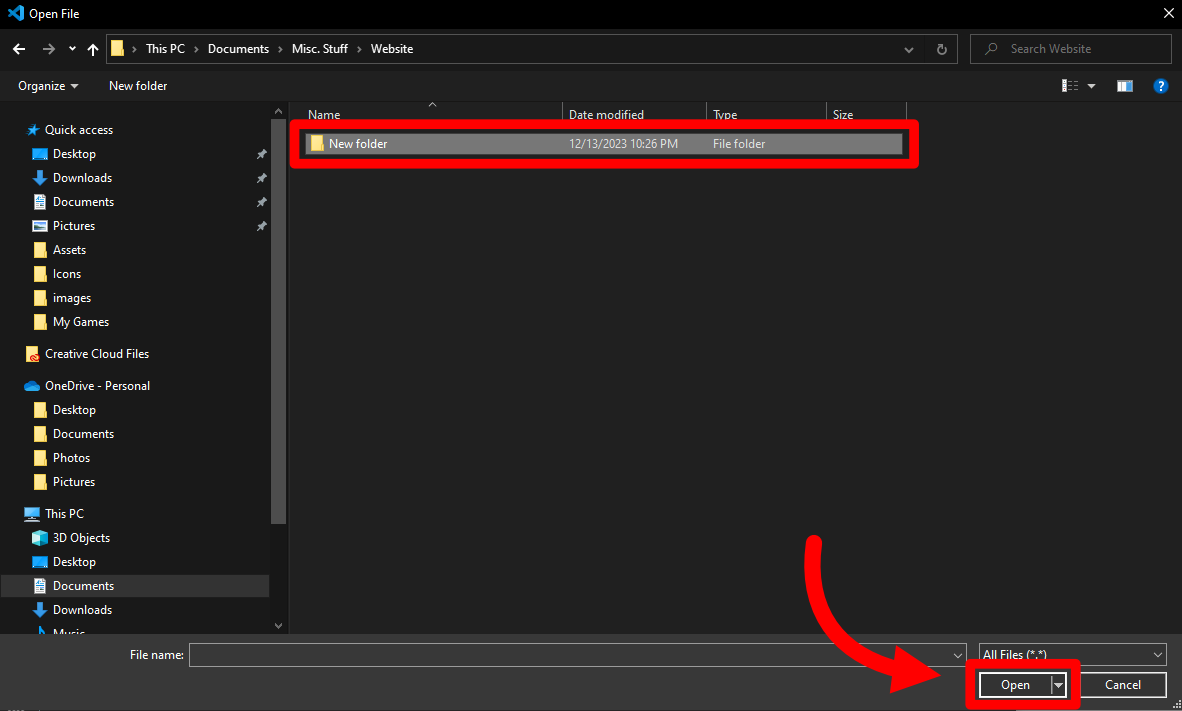 Open File
This PC > Documents > Misc. Stuff > Website
Search Website
Organize
New folder
?
Name Date modified Type Size
New folder 12/13/2023 10:26 PM File folder
Quick access
Desktop
Downloads
Documents
Pictures
Assets
Icons
images
My Games
Creative Cloud Files
OneDrive - Personal
Desktop
Documents
Photos
Pictures
This PC
3D Objects
Desktop
Documents
Downloads
Music
File name:
All Files (*.*)
Open
Cancel